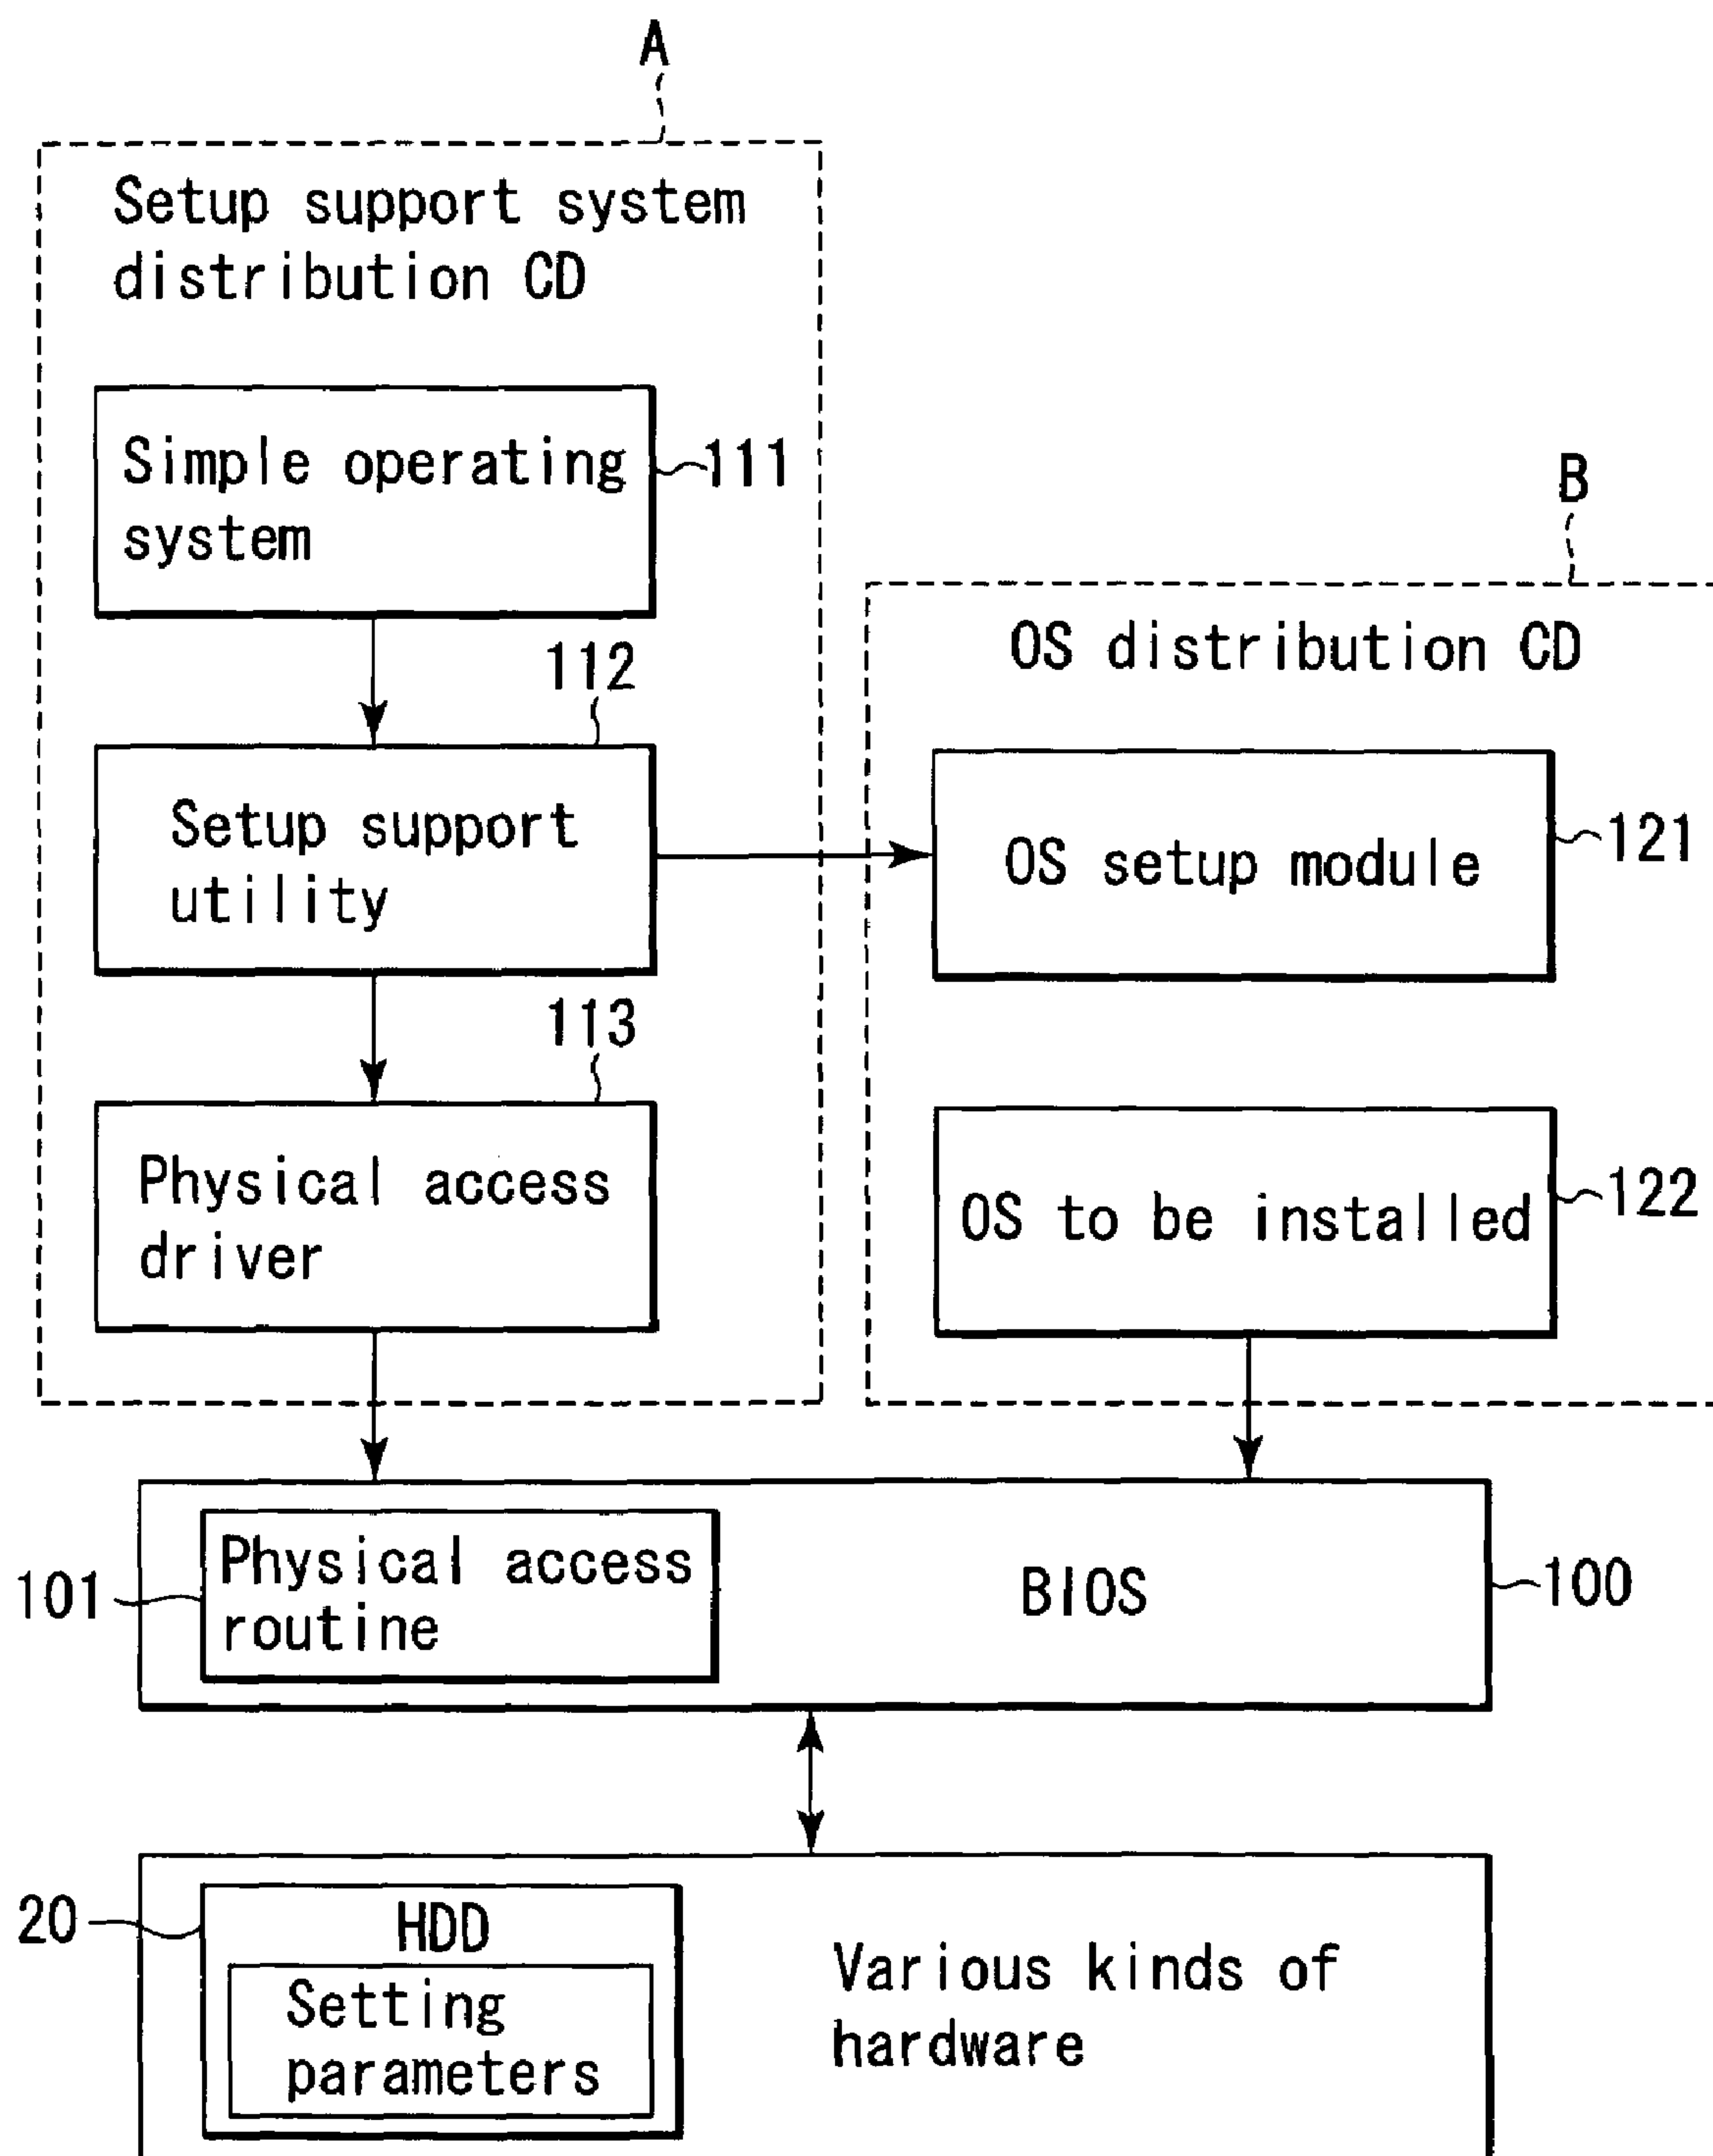 A
Setup support system
distribution CD
Simple operating
system
111
B
OS distribution CD
112
Setup support
utility
OS setup module
121
113
Physical access
driver
OS to be installed
122
Physical access
routine
101
BIOS
100
20
HDD
Setting
parameters
Various kinds of
hardware